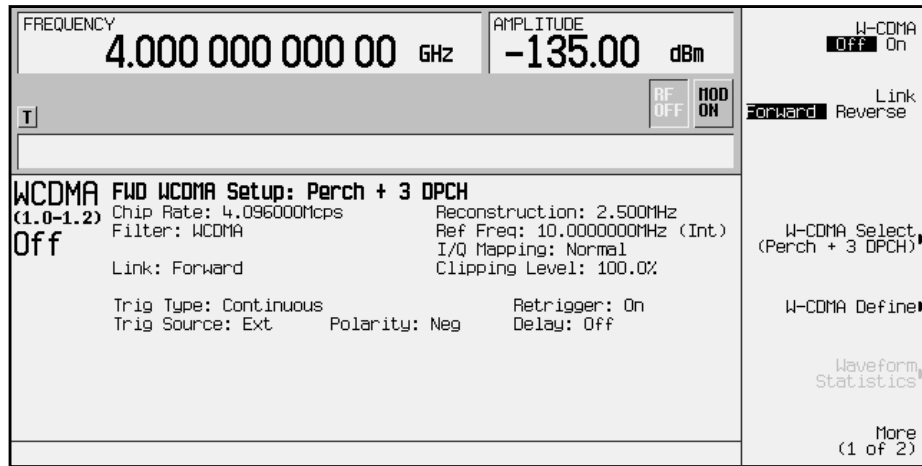 FREQUENCY
4.000 000 000 00 GHz
AMPLITUDE
-135.00 dBm
RF OFF
MOD ON
T
WCDMA
(1.0-1.2)
Off
FWD WCDMA Setup: Perch + 3 DPCH
Chip Rate: 4.096000Mcps Reconstruction: 2.500MHz
Filter: WCDMA Ref Freq: 10.0000000MHz (Int)
I/Q Mapping: Normal
Link: Forward Clipping Level: 100.0%
Trig Type: Continuous Retrigger: On
Trig Source: Ext Polarity: Neg Delay: Off
W-CDMA
Off On
Link
Forward Reverse
W-CDMA Select
(Perch + 3 DPCH)
W-CDMA Define
Waveform
Statistics
More
(1 of 2)